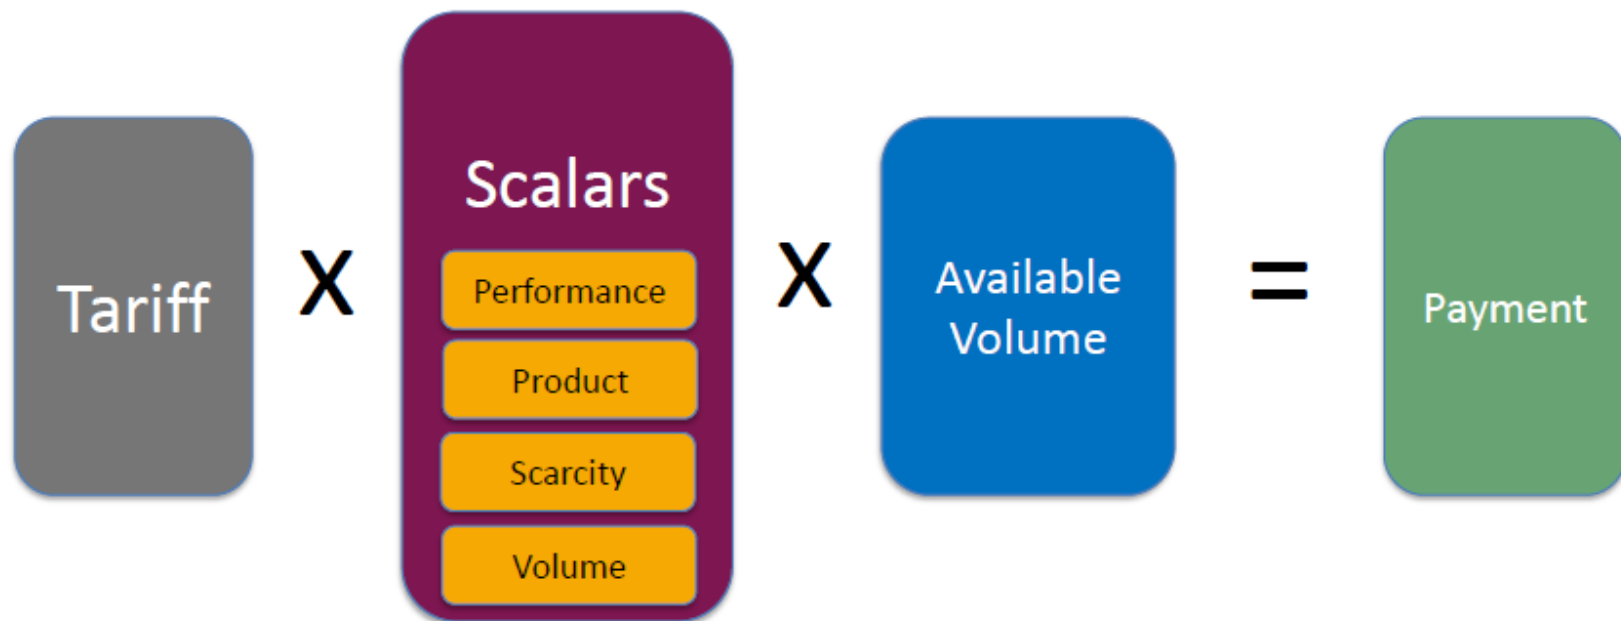 Tariff
X
Scalars
Performance
Product
Scarcity
Volume
X
Available
Volume
=
Payment